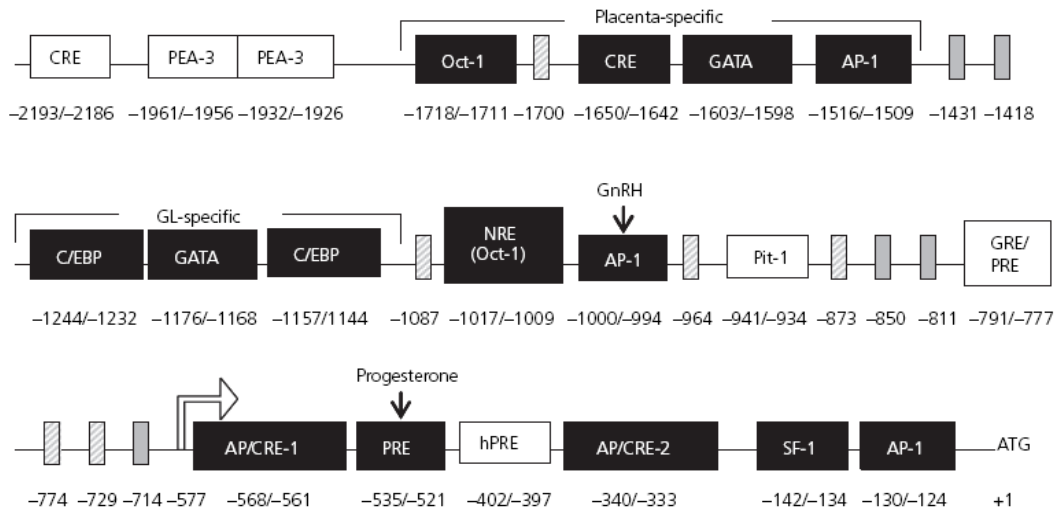 Placenta-specific
CRE PEA-3 PEA-3 Oct-1 CRE GATA AP-1
–2193/–2186 –1961/–1956 –1932/–1926 –1718/–1711 –1700 –1650/–1642 –1603/–1598 –1516/–1509 –1431 –1418
GnRH
GL-specific
C/EBP GATA C/EBP NRE (Oct-1) AP-1 Pit-1 GRE/ PRE
–1244/–1232 –1176/–1168 –1157/1144 –1087 –1017/–1009 –1000/–994 –964 –941/–934 –873 –850 –811 –791/–777
Progesterone
AP/CRE-1 PRE hPRE AP/CRE-2 SF-1 AP-1 ATG
–774 –729 –714 –577 –568/–561 –535/–521 –402/–397 –340/–333 –142/–134 –130/–124 +1